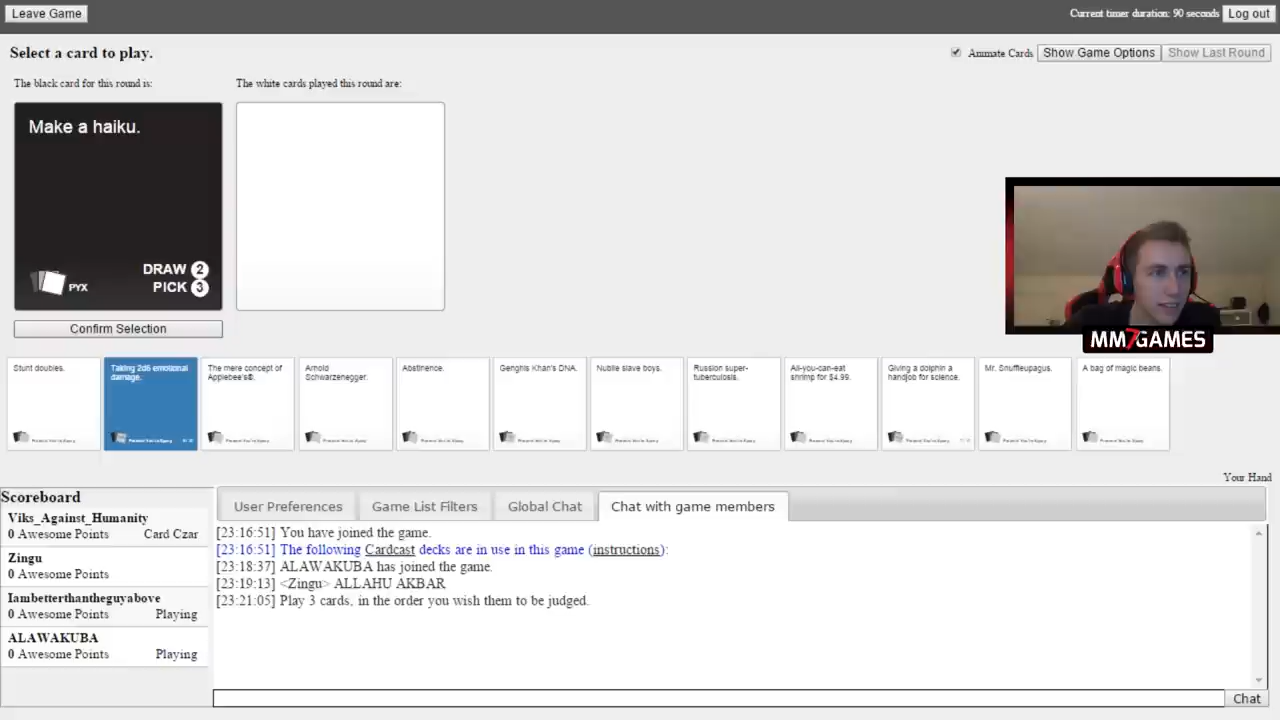 Leave Game
Current timer duration: 90 seconds Log out
Select a card to play.
Animate Cards Show Game Options Show Last Round
The black card for this round is:
The white cards played this round are:
Make a haiku.
DRAW 2
PICK 3
PYX
Confirm Selection
MM7GAMES
Stunt doubles.
Taking 2d6 emotional
damage.
The mere concept of
Applebee's®.
Arnold
Schwarzenegger.
Abstinence.
Genghis Khan's DNA.
Nubile slave boys.
Russian super-
tuberculosis.
All-you-can-eat
shrimp for $4.99.
Giving a dolphin a
handjob for science.
Mr. Snuffleupagus.
A bag of magic beans.
Your Hand
Scoreboard
Viks_Against_Humanity
0 Awesome Points Card Czar
Zingu
0 Awesome Points
Iambetterthantheguyabove
0 Awesome Points Playing
ALAWAKUBA
0 Awesome Points Playing
User Preferences Game List Filters Global Chat Chat with game members
[23:16:51] You have joined the game.
[23:16:51] The following Cardcast decks are in use in this game (instructions):
[23:18:37] ALAWAKUBA has joined the game.
[23:19:13] <Zingu> ALLAHU AKBAR
[23:21:05] Play 3 cards, in the order you wish them to be judged.
Chat